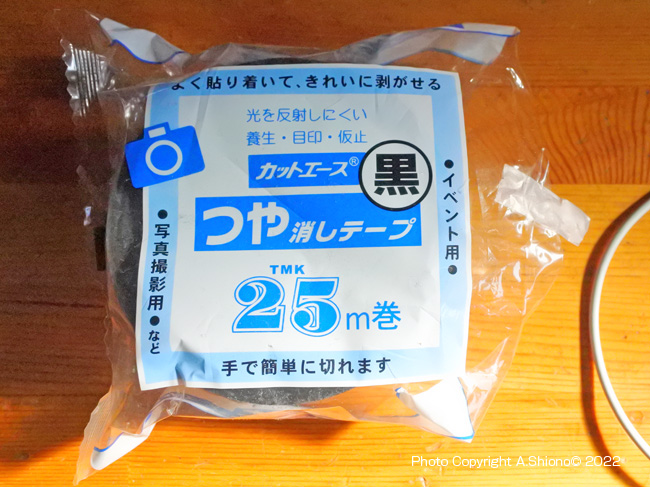 よく貼り着いて、きれいに剥がせる
光を反射しにくい
養生・目印・仮止
カットエース®
黒
つや消しテープ
TMK
25m巻
●イベント用●
●写真撮影用●など
手で簡単に切れます
Photo Copyright A.Shiono© 2022